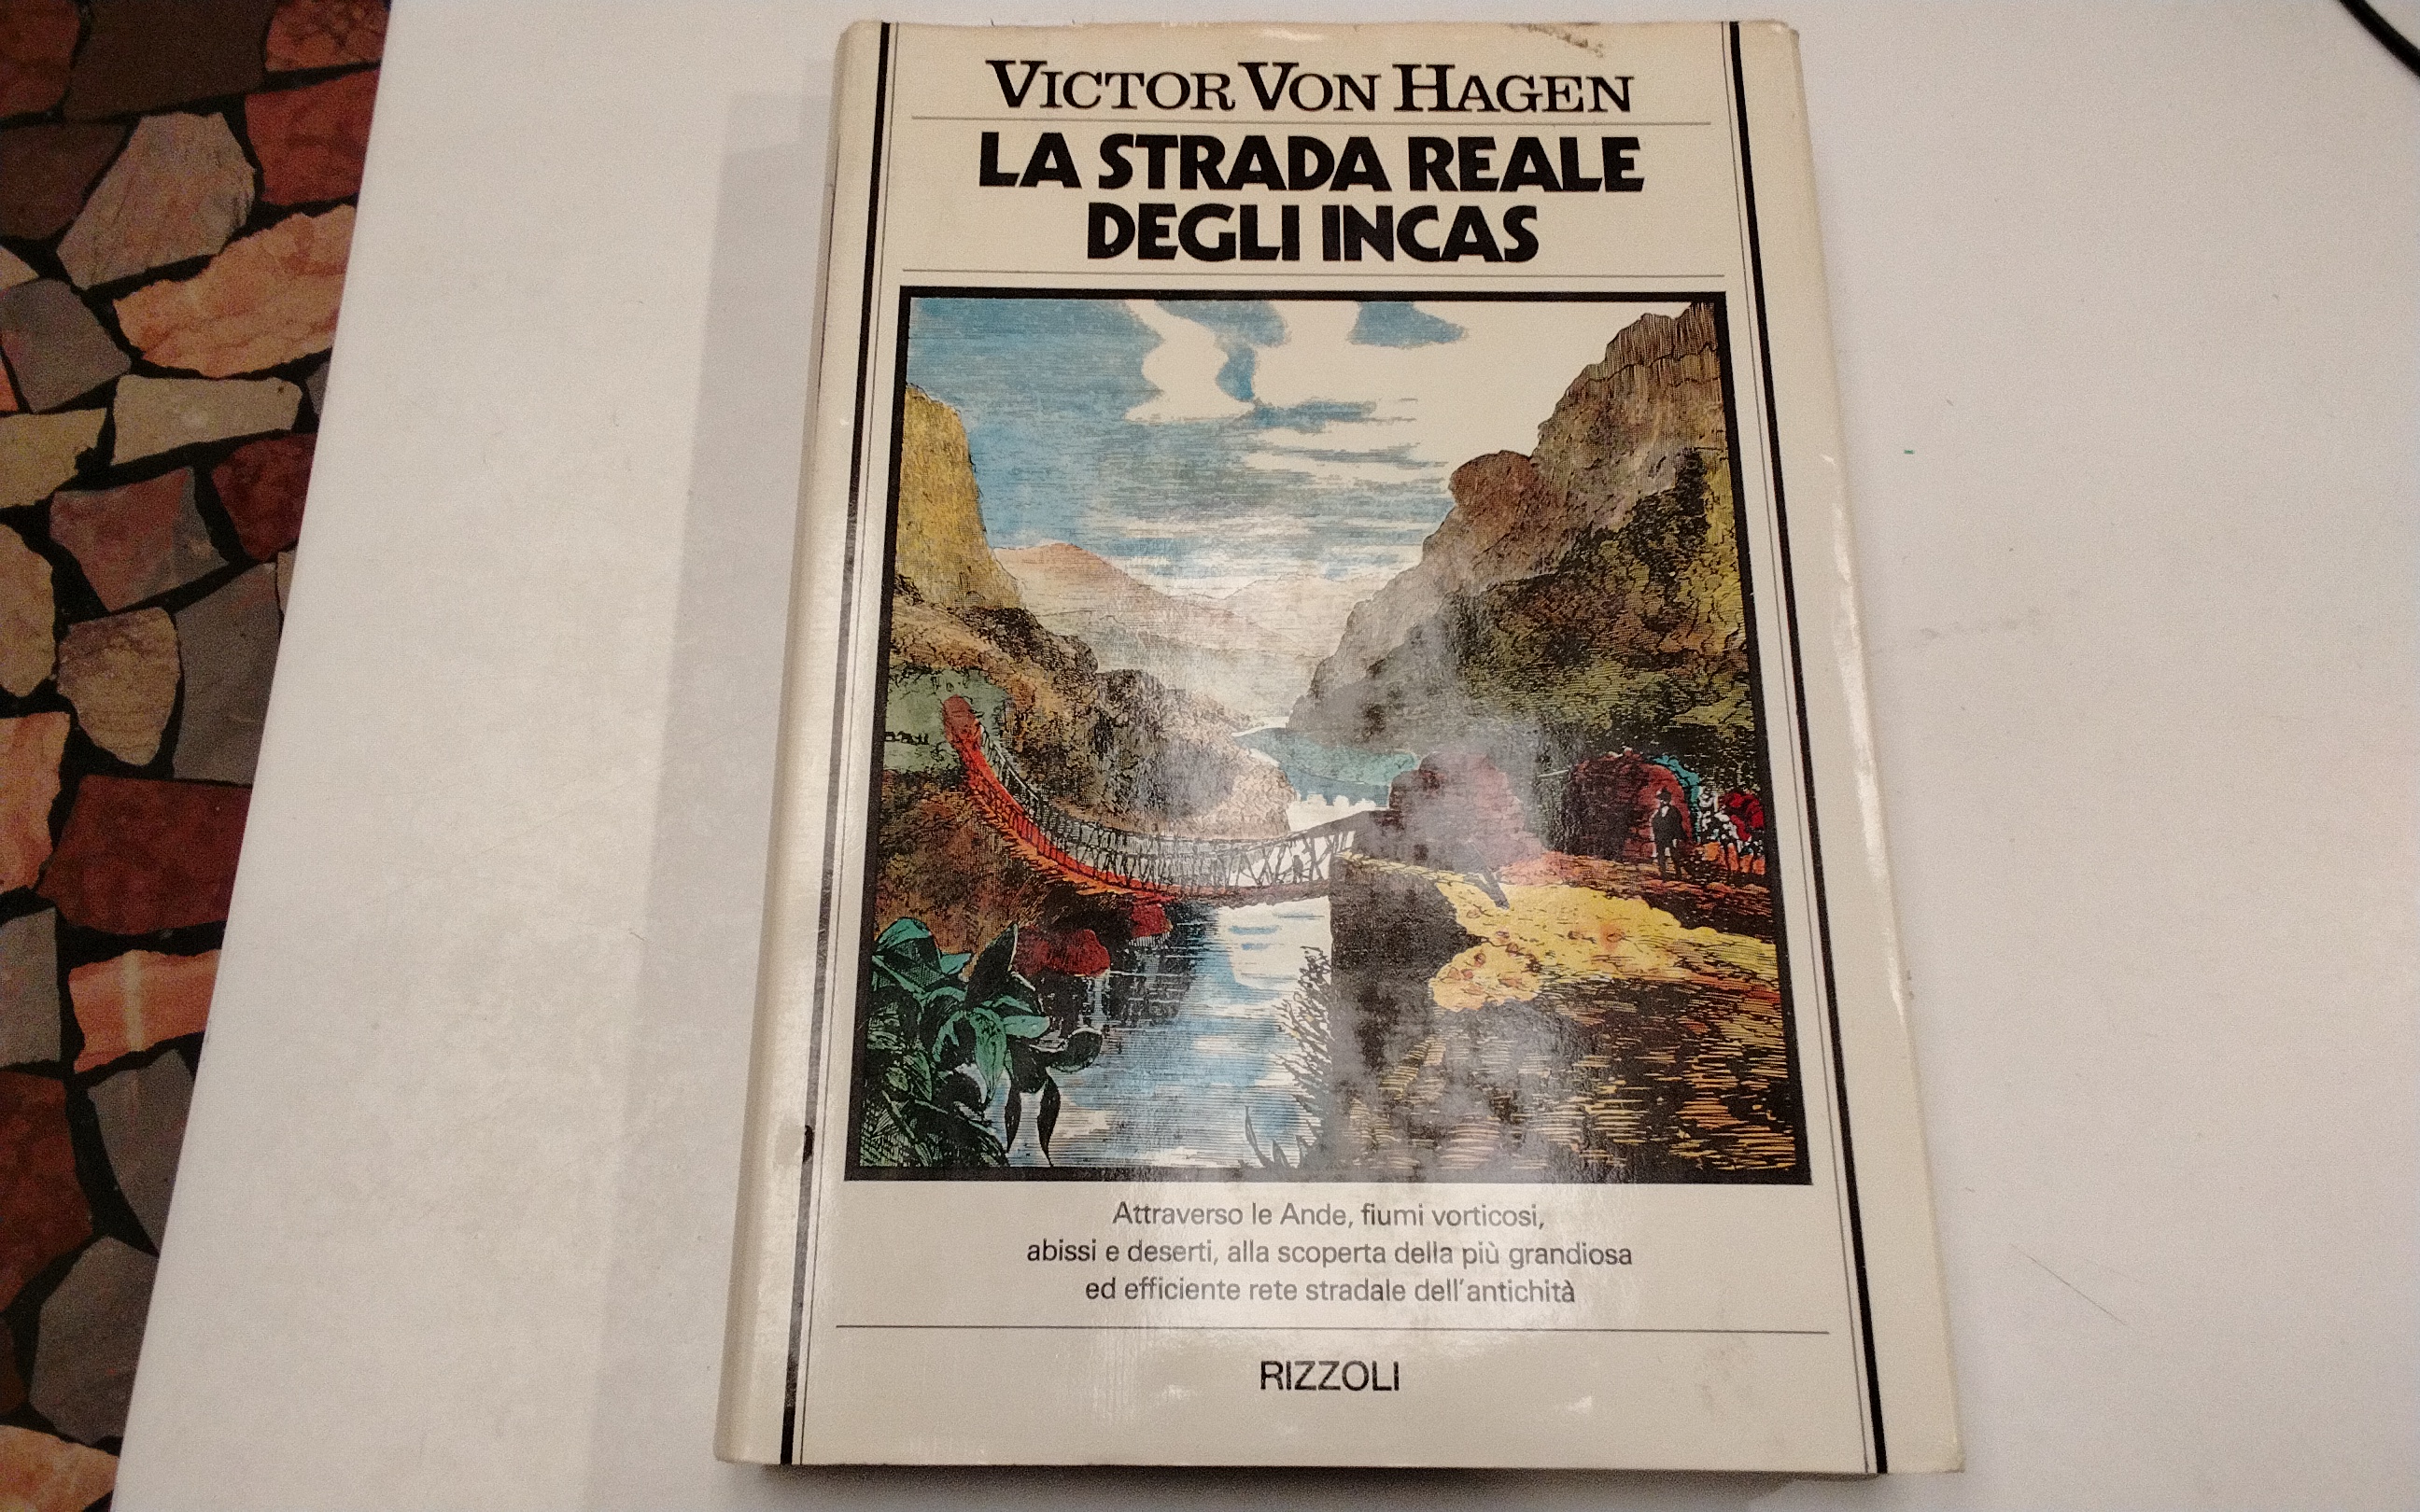 VICTOR VON HAGEN
LA STRADA REALE
DEGLI INCAS
Attraverso le Ande, fiumi vorticosi,
abissi e deserti, alla scoperta della più grandiosa
ed efficiente rete stradale dell'antichità
RIZZOLI